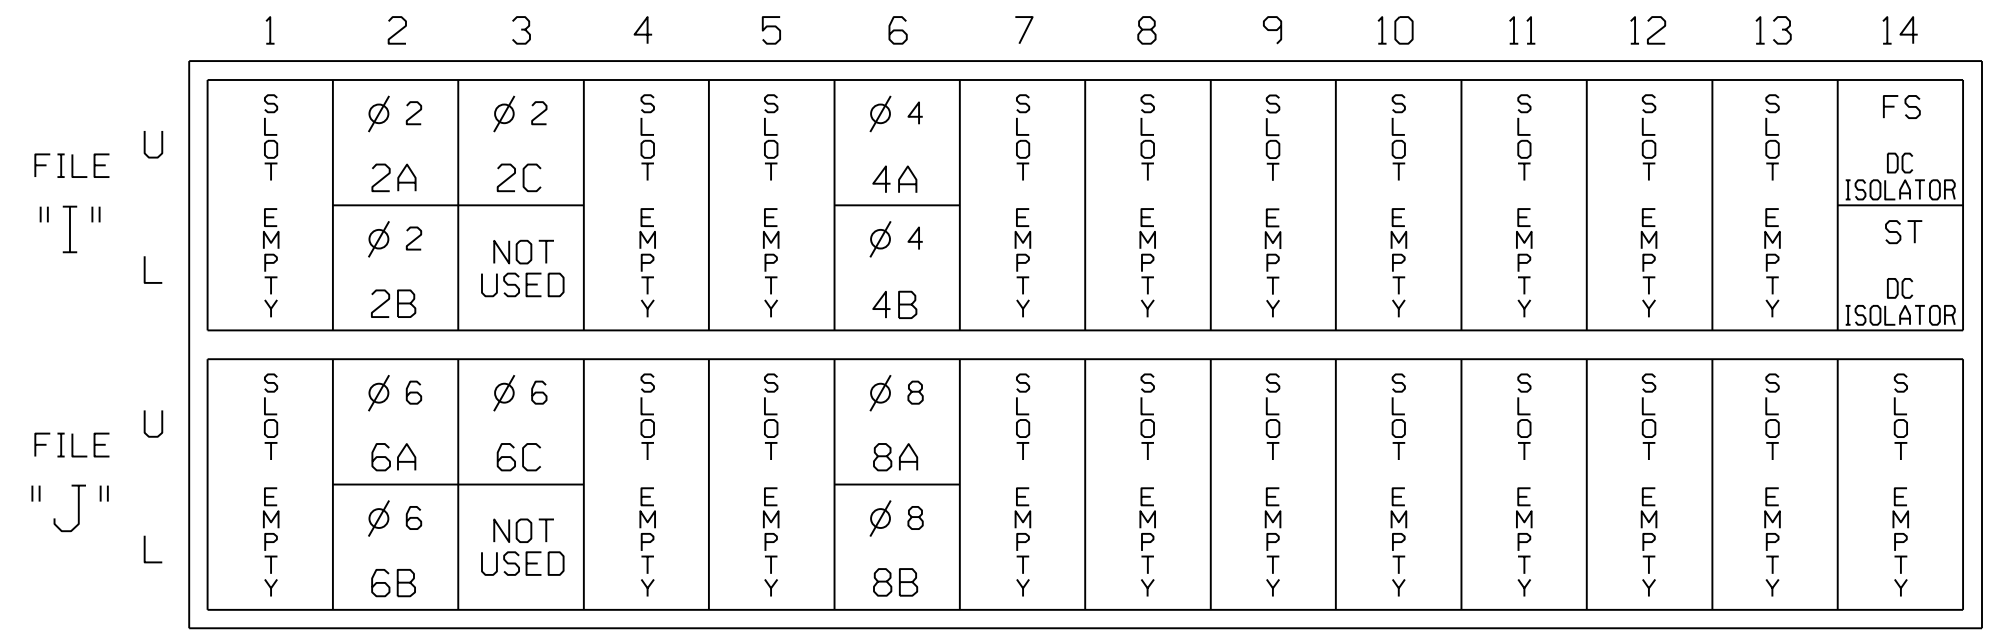 1 2 3 4 5 6 7 8 9 10 11 12 13 14
FILE "I"
U
L
SLOT EMPTY
Ø 2
2A
Ø 2
2B
Ø 2
2C
NOT
USED
SLOT EMPTY
SLOT EMPTY
Ø 4
4A
Ø 4
4B
SLOT EMPTY
SLOT EMPTY
SLOT EMPTY
SLOT EMPTY
SLOT EMPTY
SLOT EMPTY
SLOT EMPTY
FS
DC
ISOLATOR
ST
DC
ISOLATOR
FILE "J"
U
L
SLOT EMPTY
Ø 6
6A
Ø 6
6B
Ø 6
6C
NOT
USED
SLOT EMPTY
SLOT EMPTY
Ø 8
8A
Ø 8
8B
SLOT EMPTY
SLOT EMPTY
SLOT EMPTY
SLOT EMPTY
SLOT EMPTY
SLOT EMPTY
SLOT EMPTY
SLOT EMPTY